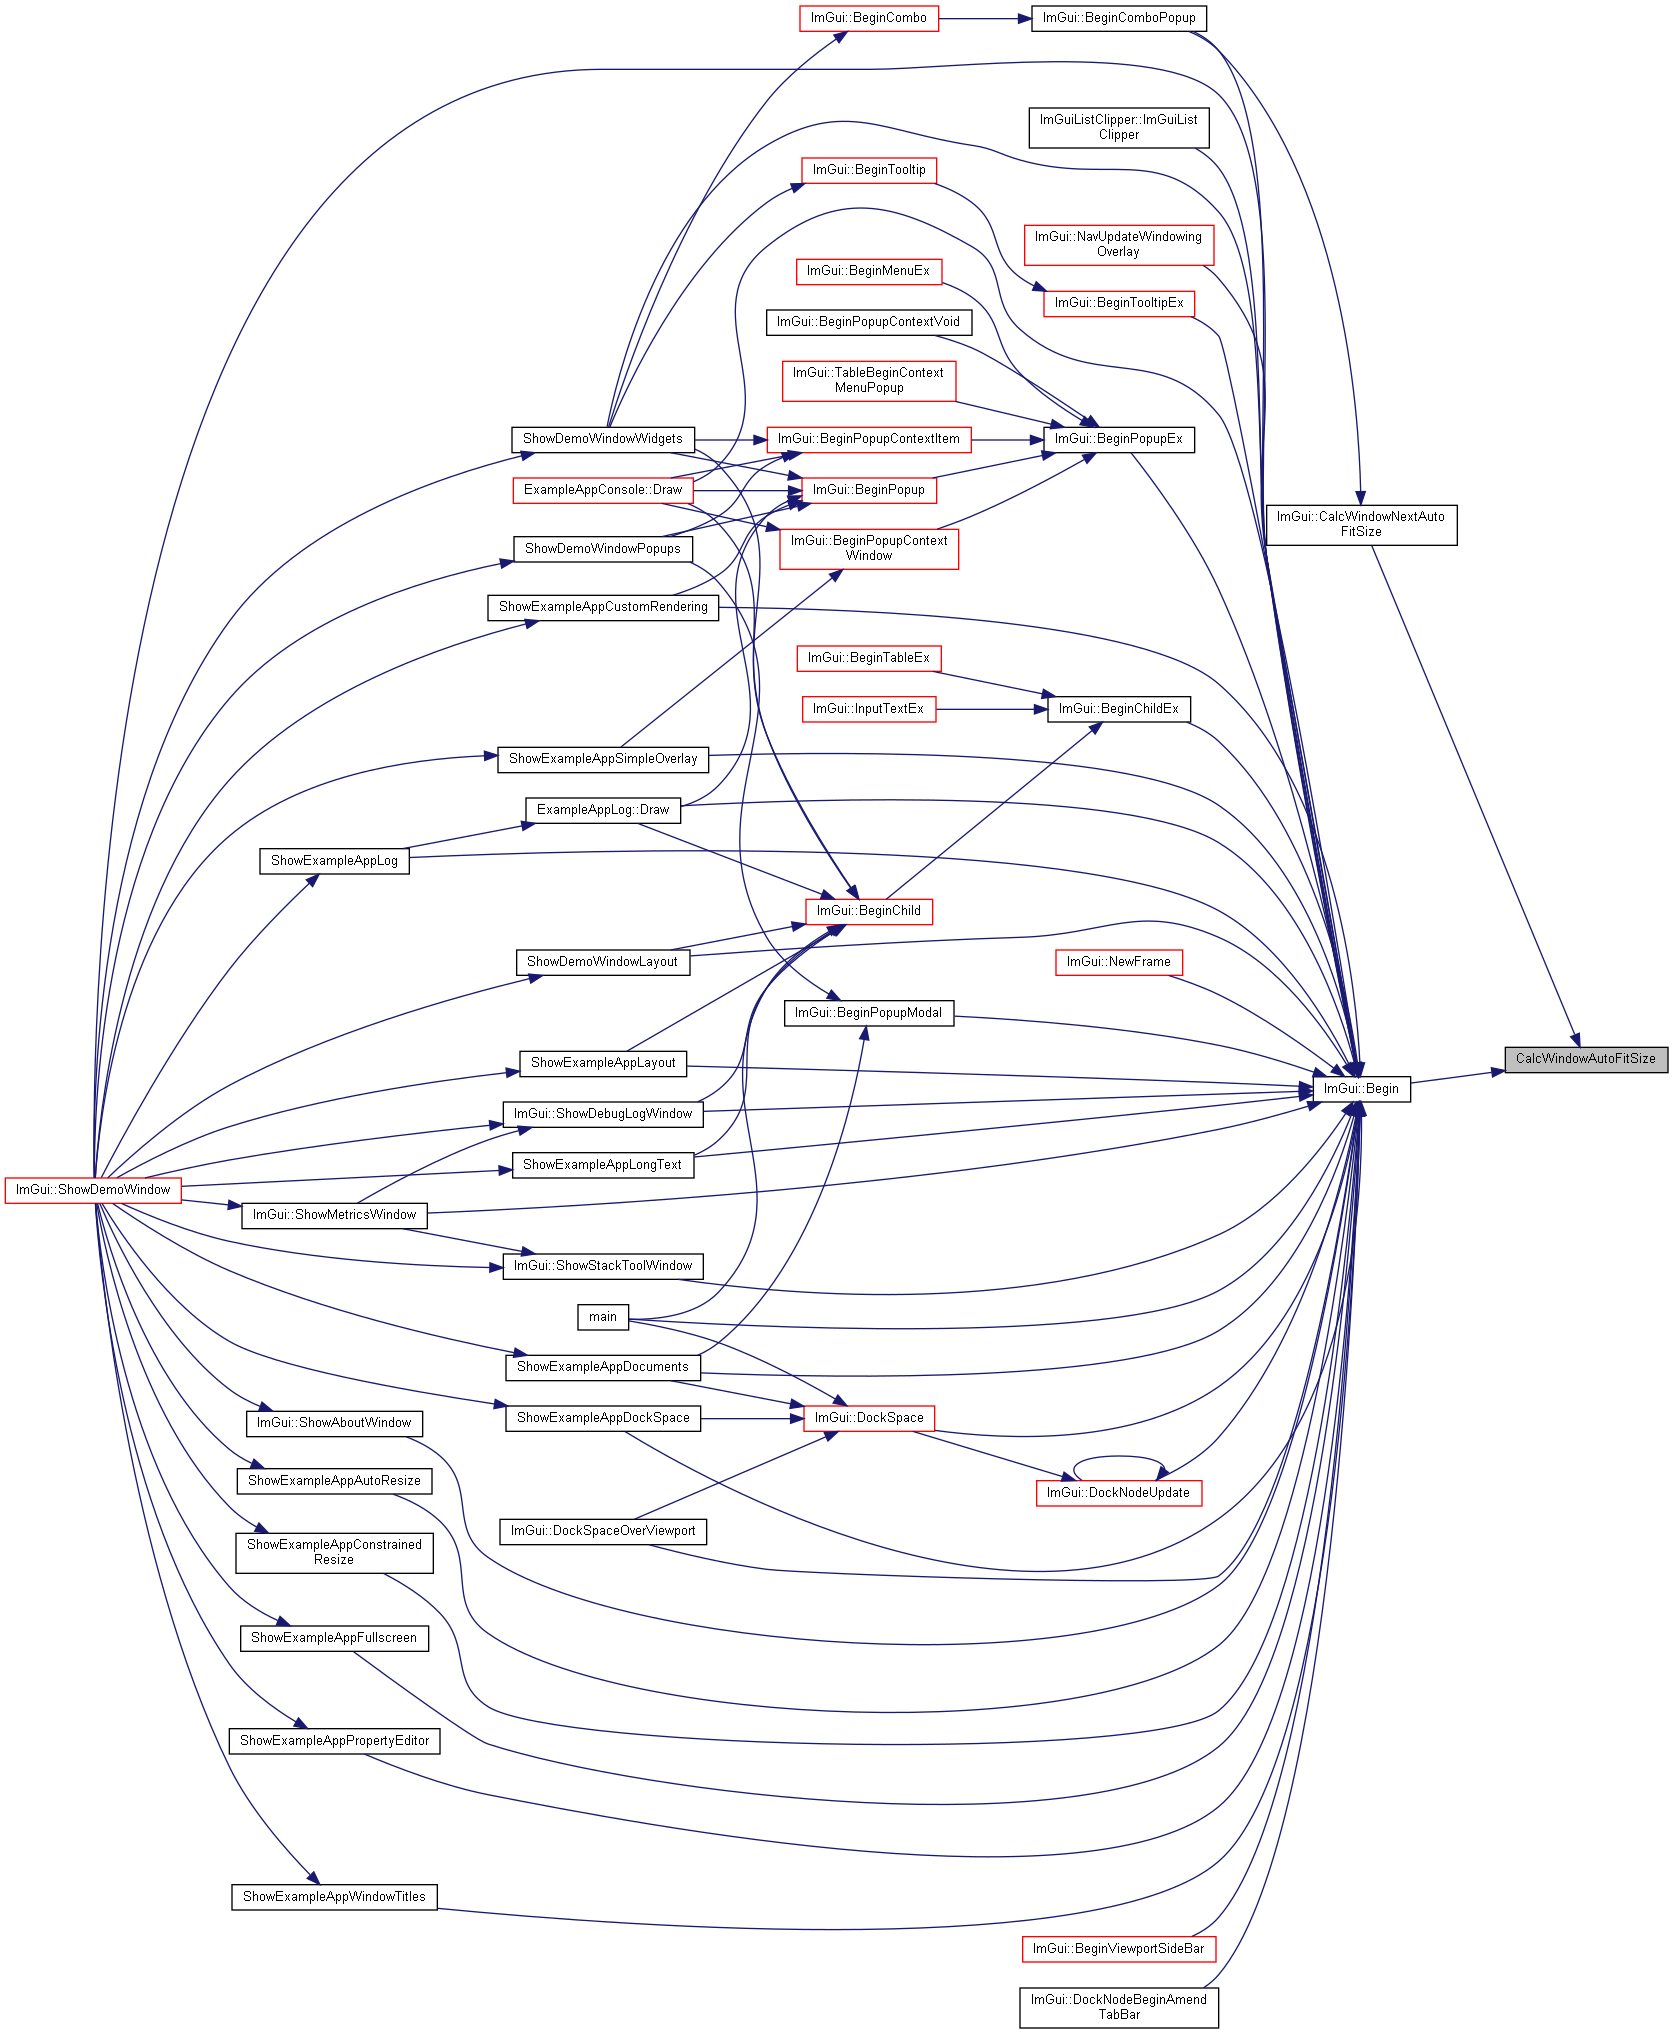 ImGui::BeginCombo
ImGui::BeginComboPopup
ImGuiListClipper::ImGuiList
Clipper
ImGui::BeginTooltip
ImGui::NavUpdateWindowing
Overlay
ImGui::BeginMenuEx
ImGui::BeginTooltipEx
ImGui::BeginPopupContextVoid
ImGui::TableBeginContext
MenuPopup
ShowDemoWindowWidgets
ImGui::BeginPopupContextItem
ImGui::BeginPopupEx
ExampleAppConsole::Draw
ImGui::BeginPopup
ImGui::CalcWindowNextAuto
FitSize
ShowDemoWindowPopups
ImGui::BeginPopupContext
Window
ShowExampleAppCustomRendering
ImGui::BeginTableEx
ImGui::InputTextEx
ImGui::BeginChildEx
ShowExampleAppSimpleOverlay
ExampleAppLog::Draw
ShowExampleAppLog
ImGui::BeginChild
ShowDemoWindowLayout
ImGui::NewFrame
ImGui::BeginPopupModal
ShowExampleAppLayout
CalcWindowAutoFitSize
ImGui::Begin
ImGui::ShowDebugLogWindow
ShowExampleAppLongText
ImGui::ShowDemoWindow
ImGui::ShowMetricsWindow
ImGui::ShowStackToolWindow
main
ShowExampleAppDocuments
ImGui::ShowAboutWindow
ShowExampleAppDockSpace
ImGui::DockSpace
ShowExampleAppAutoResize
ImGui::DockNodeUpdate
ImGui::DockSpaceOverViewport
ShowExampleAppConstrained
Resize
ShowExampleAppFullscreen
ShowExampleAppPropertyEditor
ShowExampleAppWindowTitles
ImGui::BeginViewportSideBar
ImGui::DockNodeBeginAmend
TabBar